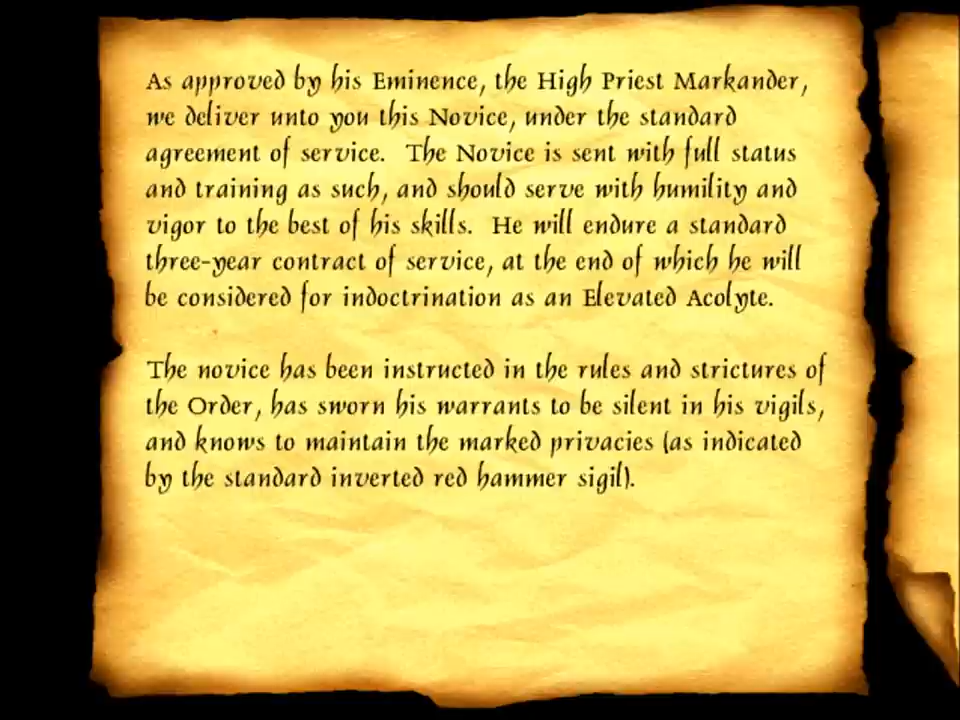 As approved by his Eminence, the High Priest Markander,
we deliver unto you this Novice, under the standard
agreement of service.  The Novice is sent with full status
and training as such, and should serve with humility and
vigor to the best of his skills.  He will endure a standard
three-year contract of service, at the end of which he will
be considered for indoctrination as an Elevated Acolyte.

The novice has been instructed in the rules and strictures of
the Order, has sworn his warrants to be silent in his vigils,
and knows to maintain the marked privacies (as indicated
by the standard inverted red hammer sigil).